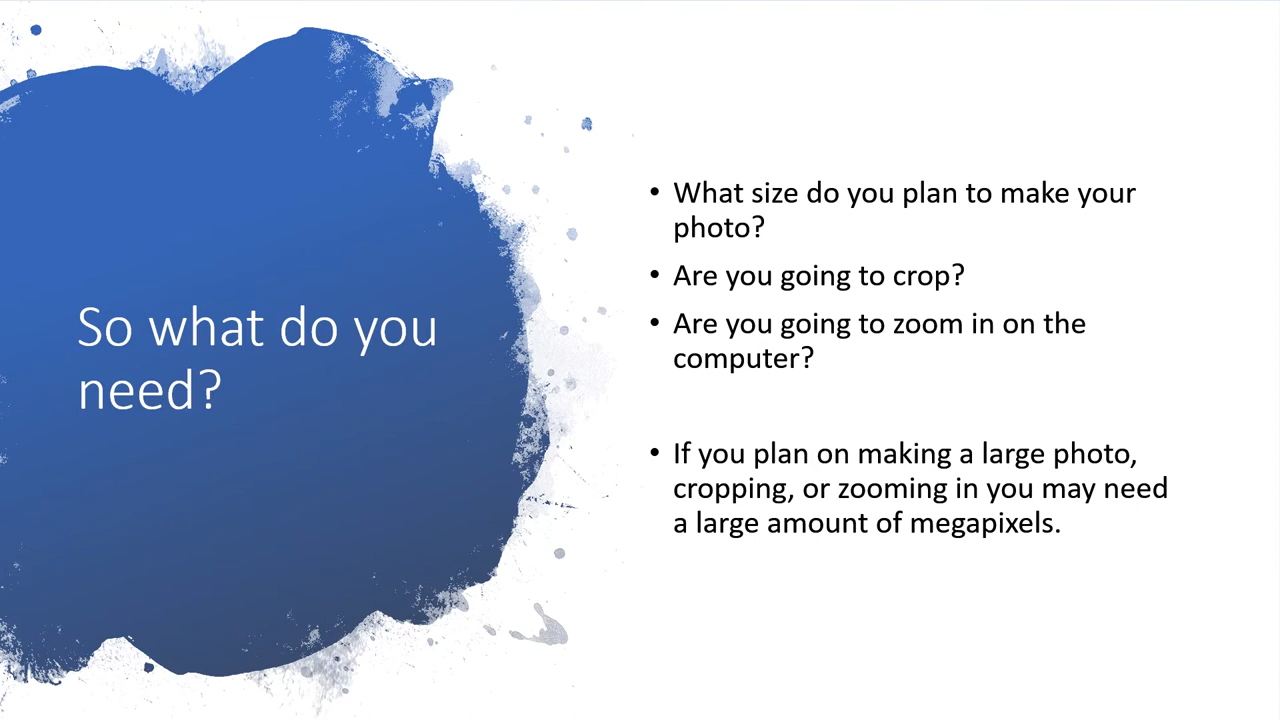 So what do you
need?
• What size do you plan to make your
photo?
• Are you going to crop?
• Are you going to zoom in on the
computer?
• If you plan on making a large photo,
cropping, or zooming in you may need
a large amount of megapixels.